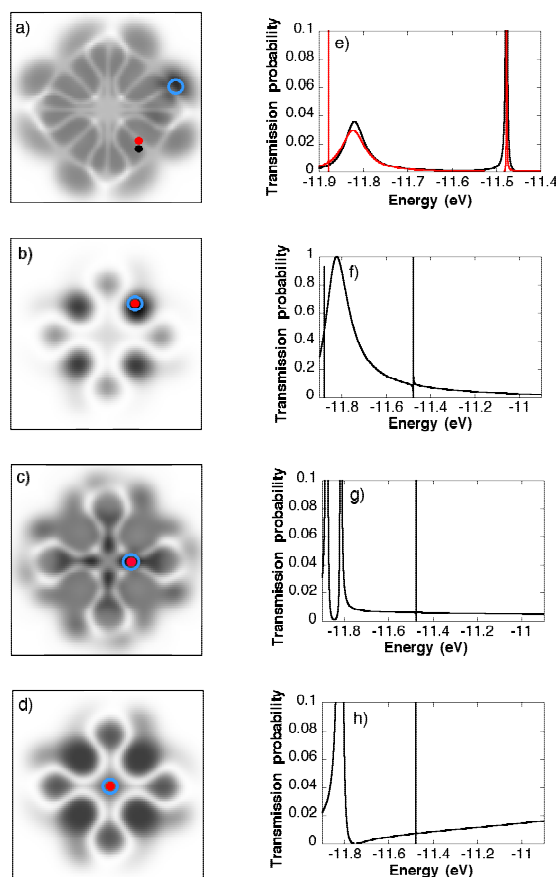 a)
e)
Transmission probability
0.1
0.08
0.06
0.04
0.02
0
-11.9 -11.8 -11.7 -11.6 -11.5 -11.4
Energy (eV)
b)
f)
Transmission probability
1
0.8
0.6
0.4
0.2
0
-11.8 -11.6 -11.4 -11.2 -11
Energy (eV)
c)
g)
Transmission probability
0.1
0.08
0.06
0.04
0.02
0
-11.8 -11.6 -11.4 -11.2 -11
Energy (eV)
d)
h)
Transmission probability
0.1
0.08
0.06
0.04
0.02
0
-11.8 -11.6 -11.4 -11.2 -11
Energy (eV)